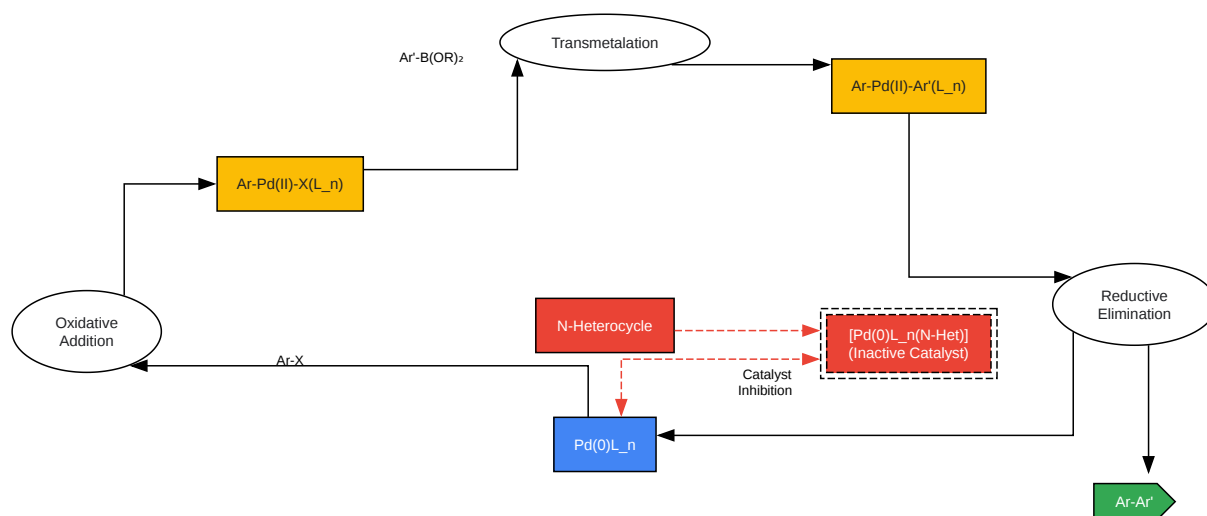 Transmetalation
Ar'-B(OR)₂
Ar-Pd(II)-Ar'(L_n)
Ar-Pd(II)-X(L_n)
Reductive
Elimination
Oxidative
Addition
N-Heterocycle
[Pd(0)L_n(N-Het)]
(Inactive Catalyst)
Ar-X
Catalyst
Inhibition
Pd(0)L_n
Ar-Ar'